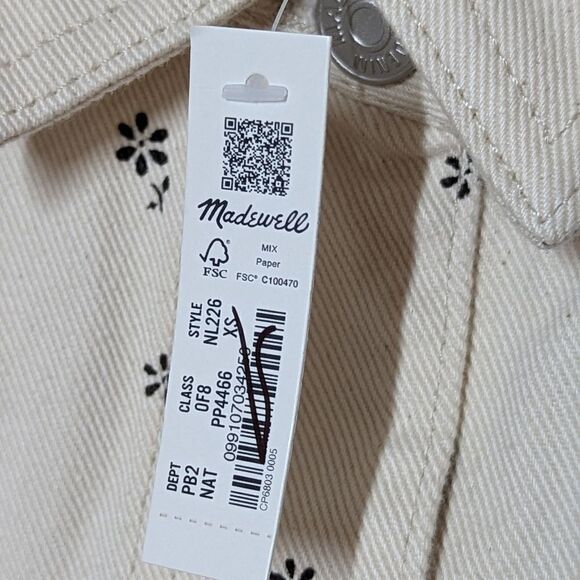 Madewell
FSC®
MIX
Paper
FSC® C100470
STYLE
NL226
XS
CLASS
0F8
PP4466
DEPT
PB2
NAT
CP6803 0005